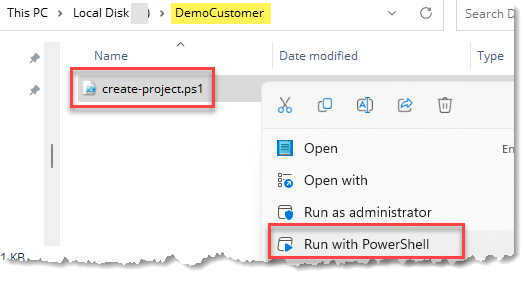 This PC > Local Disk ( ) > DemoCustomer
Search D
Name Date modified Type
create-project.ps1
Open
En
Open with
Run as administrator
Run with PowerShell
1 KB